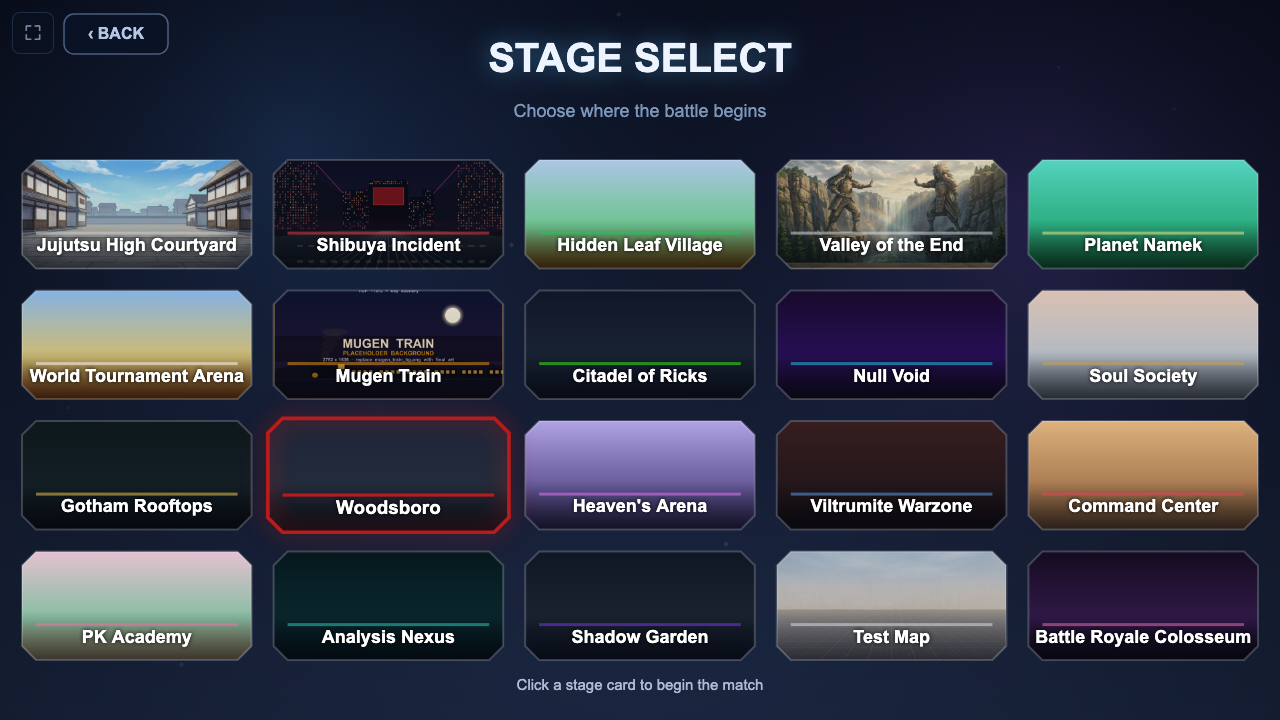 ‹ BACK
STAGE SELECT
Choose where the battle begins
Jujutsu High Courtyard
Shibuya Incident
Hidden Leaf Village
Valley of the End
Planet Namek
World Tournament Arena
MUGEN TRAIN
PLACEHOLDER BACKGROUND
Mugen Train
Citadel of Ricks
Null Void
Soul Society
Gotham Rooftops
Woodsboro
Heaven's Arena
Viltrumite Warzone
Command Center
PK Academy
Analysis Nexus
Shadow Garden
Test Map
Battle Royale Colosseum
Click a stage card to begin the match